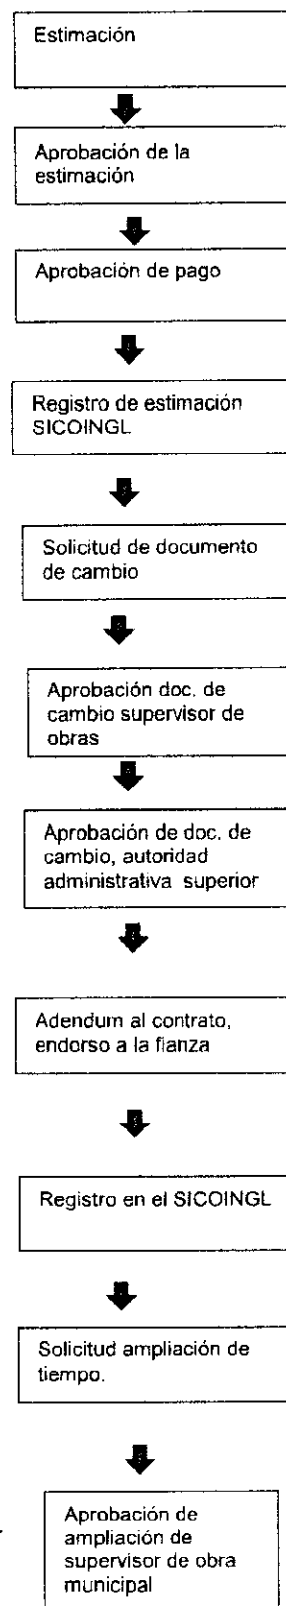 Estimación
Aprobación de la
estimación
Aprobación de pago
Registro de estimación
SICOINGL
Solicitud de documento
de cambio
Aprobación doc. de
cambio supervisor de
obras
Aprobación de doc. de
cambio, autoridad
administrativa superior
Adendum al contrato,
endorso a la fianza
Registro en el SICOINGL
Solicitud ampliación de
tiempo.
Aprobación de
ampliación de
supervisor de obra
municipal